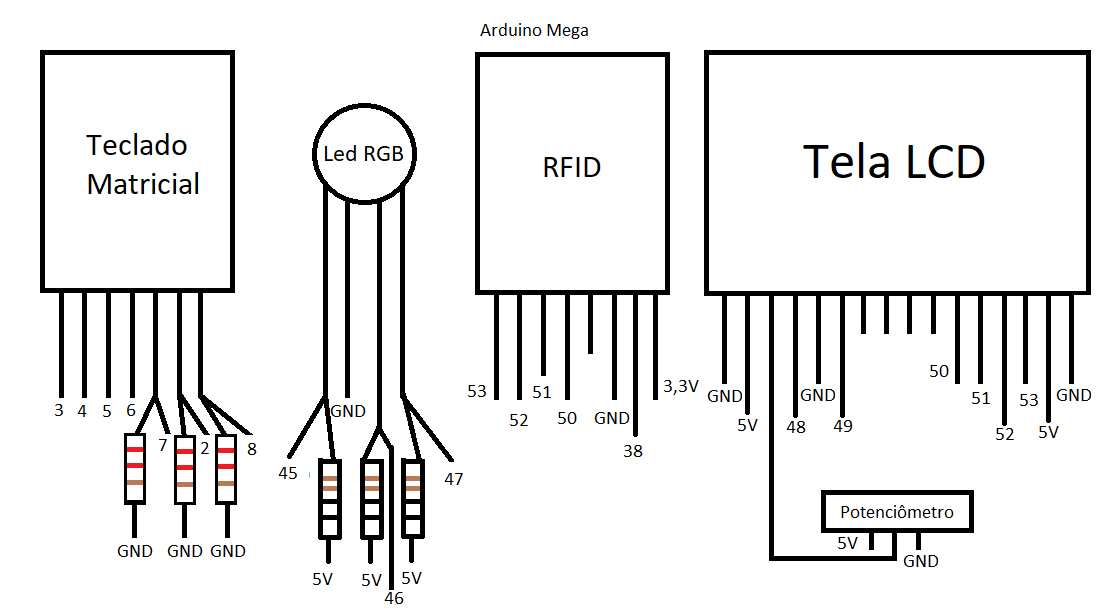 Arduino Mega
Teclado
Matricial
Led RGB
RFID
Tela LCD
3
4
5
6
7
2
8
GND
GND
GND
45
GND
47
5V
5V
5V
46
53
52
51
50
GND
38
3,3V
GND
5V
48
GND
49
50
51
52
53
5V
GND
Potenciômetro
5V
GND